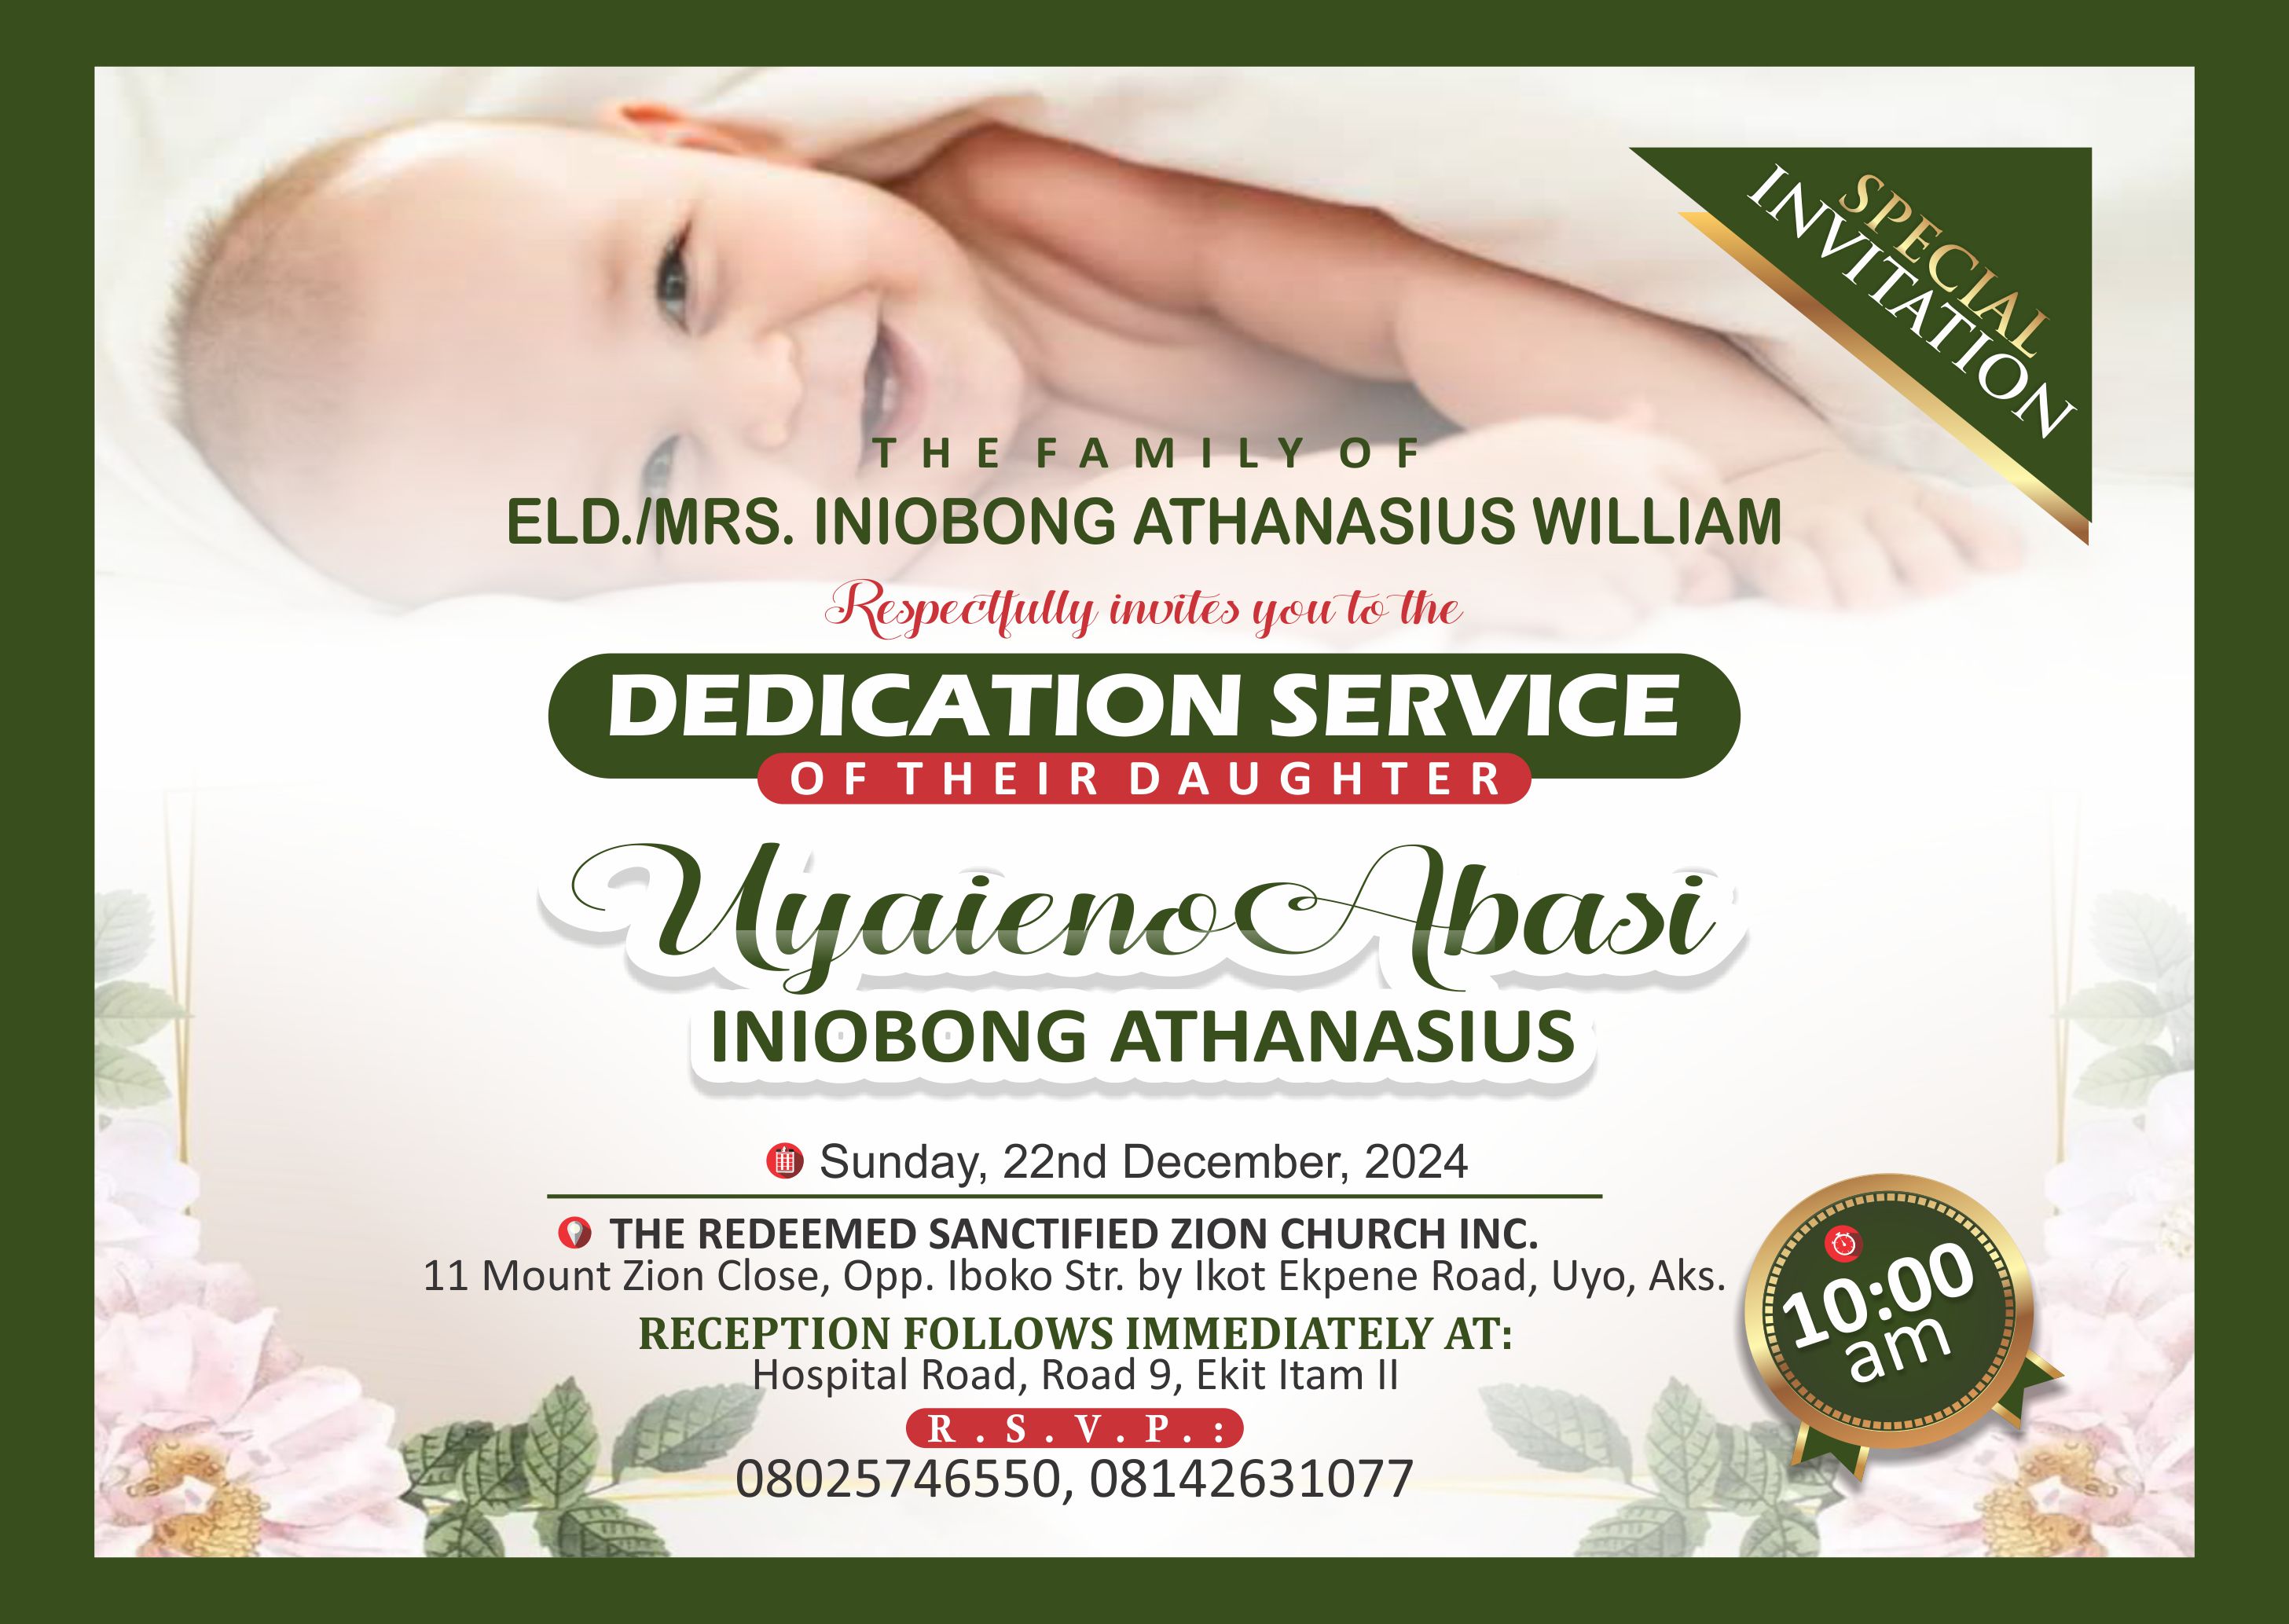 SPECIAL
INVITATION
THE FAMILY OF
ELD./MRS. INIOBONG ATHANASIUS WILLIAM
Respectfully invites you to the
DEDICATION SERVICE
OF THEIR DAUGHTER
UyaienoAbasi
INIOBONG ATHANASIUS
Sunday, 22nd December, 2024
THE REDEEMED SANCTIFIED ZION CHURCH INC.
11 Mount Zion Close, Opp. Iboko Str. by Ikot Ekpene Road, Uyo, Aks.
RECEPTION FOLLOWS IMMEDIATELY AT:
Hospital Road, Road 9, Ekit Itam II
R.S.V.P.:
08025746550, 08142631077
10:00
am